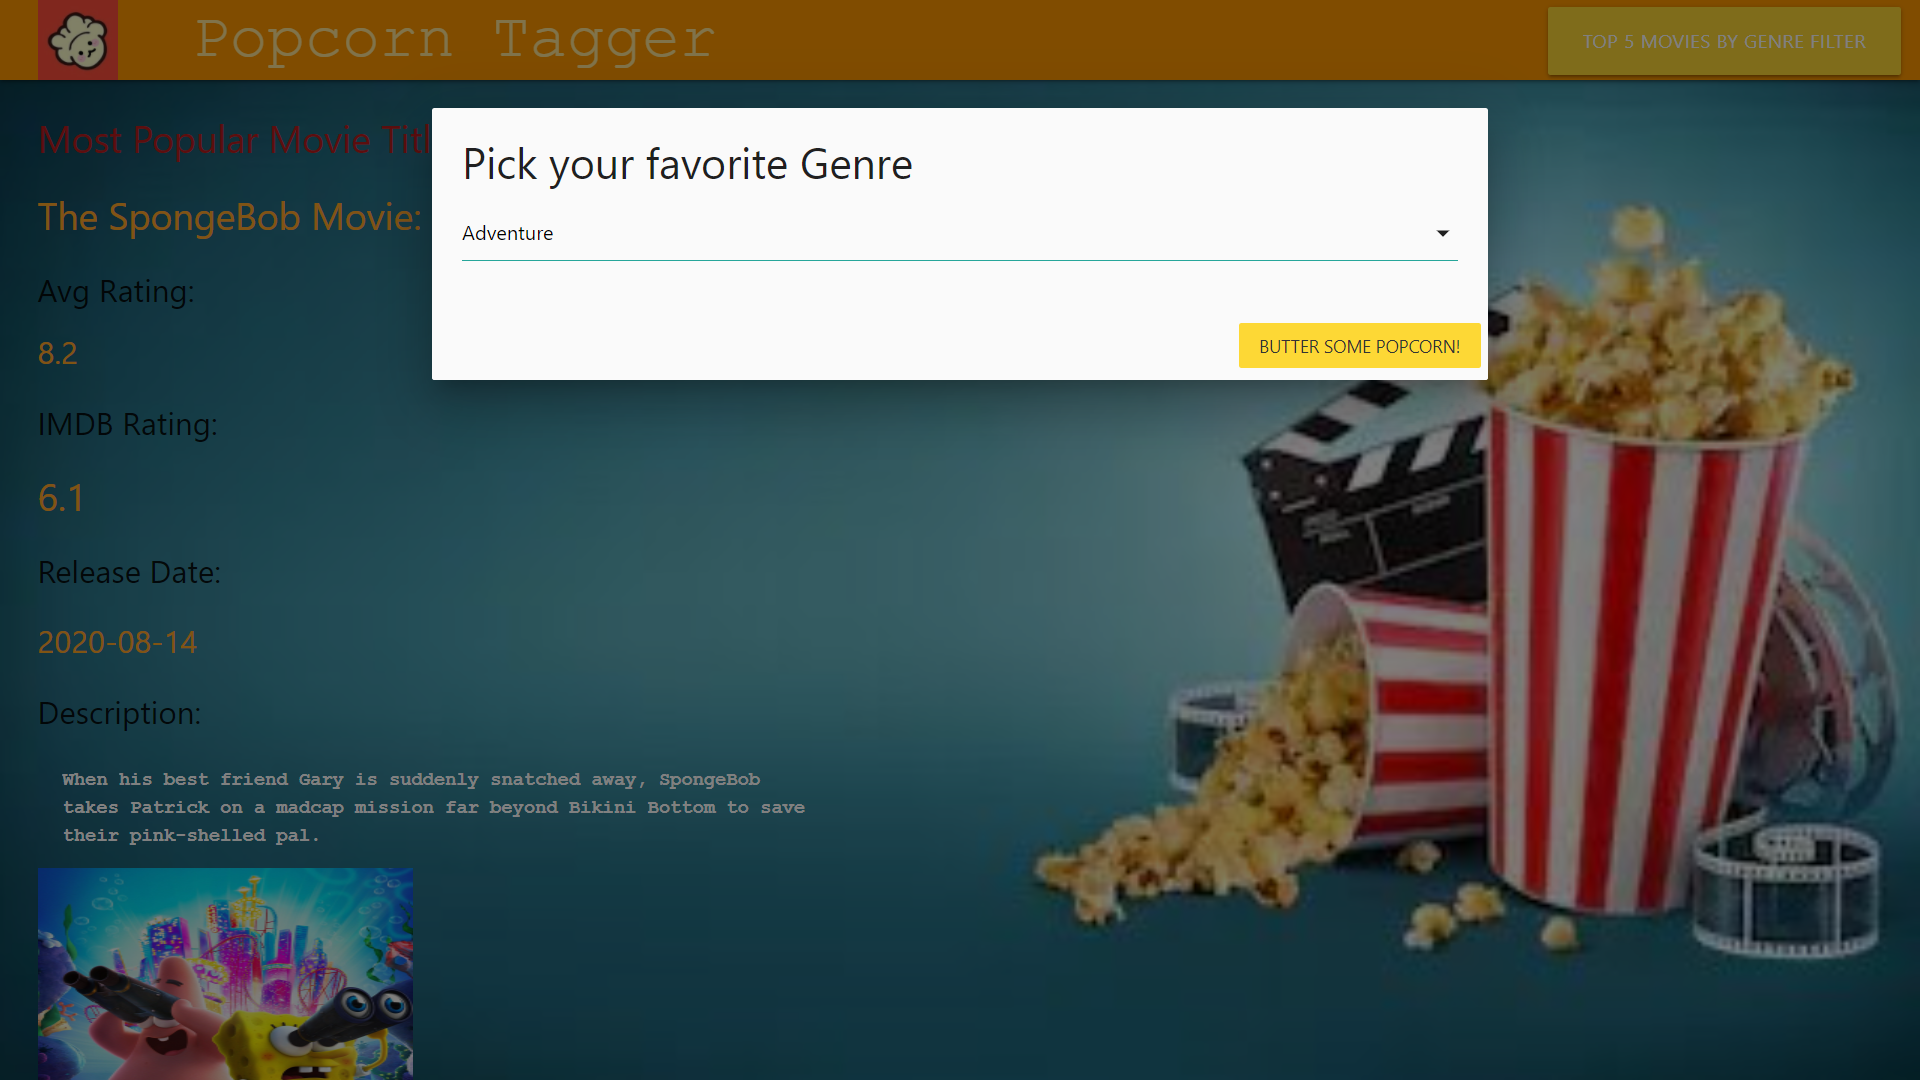 Popcorn Tagger
TOP 5 MOVIES BY GENRE FILTER
Most Popular Movie Titl
Pick your favorite Genre
The SpongeBob Movie:
Adventure
Avg Rating:
BUTTER SOME POPCORN!
8.2
IMDB Rating:
6.1
Release Date:
2020-08-14
Description:
When his best friend Gary is suddenly snatched away, SpongeBob
takes Patrick on a madcap mission far beyond Bikini Bottom to save
their pink-shelled pal.